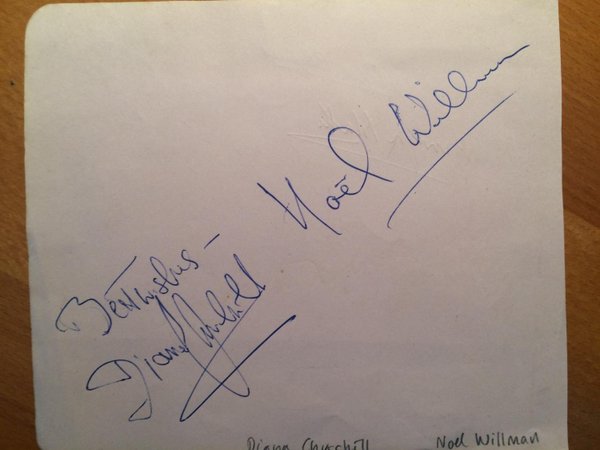 Noël Willman
Best wishes –
Diana Churchill
Diana Churchill
Noel Willman